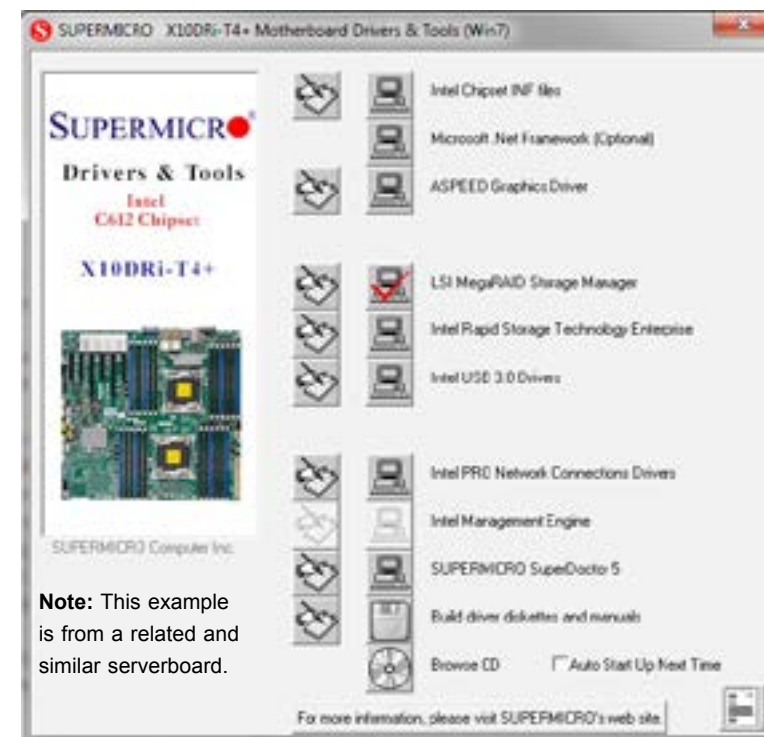 SUPERMICRO X10DRi-T4+ Motherboard Drivers & Tools (Win7)
SUPERMICRO®
Drivers & Tools
Intel
C612 Chipset
X10DRi-T4+
SUPERMICRO Computer Inc.
Note: This example
is from a related and
similar serverboard.
Intel Chipset INF files
Microsoft .Net Framework (Optional)
ASPEED Graphics Driver
LSI MegaRAID Storage Manager
Intel Rapid Storage Technology Enterprise
Intel USB 3.0 Drivers
Intel PRO Network Connections Drivers
Intel Management Engine
SUPERMICRO SuperDoctor 5
Build driver diskettes and manuals
Browse CD
Auto Start Up Next Time
For more information, please visit SUPERMICRO's web site.